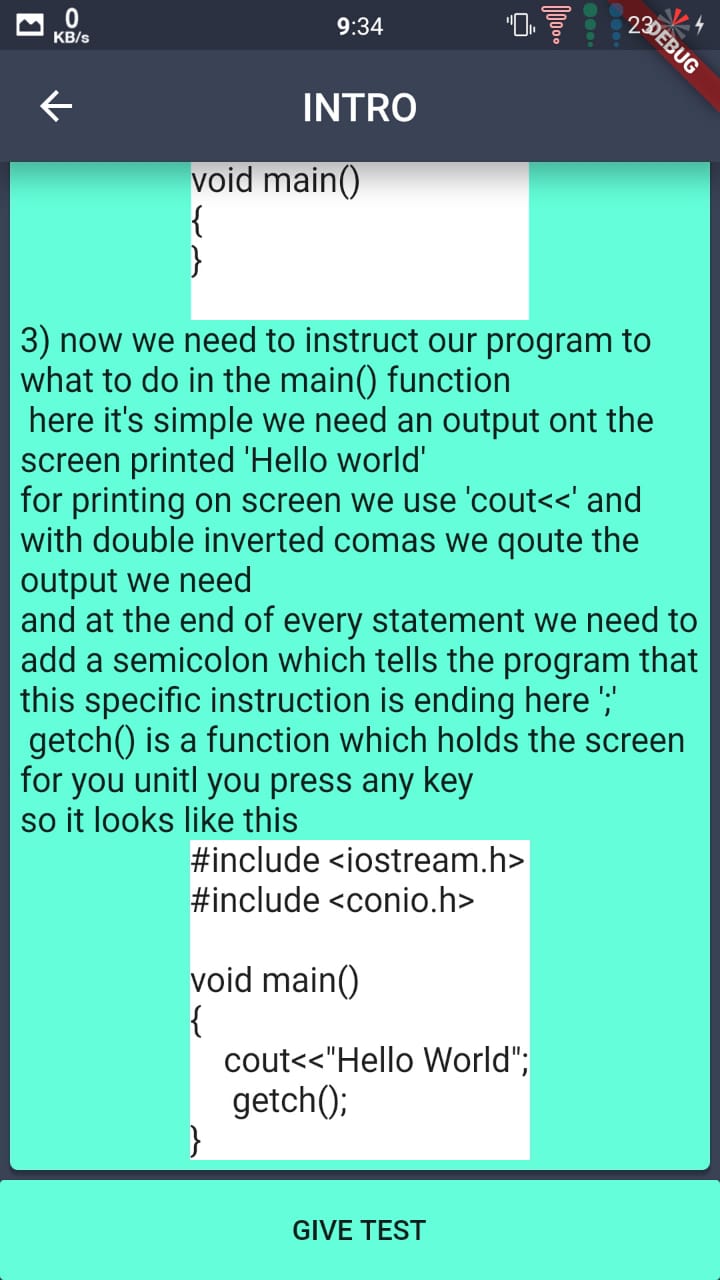 0
KB/s
9:34
23
DEBUG
INTRO
void main()
{
}
3) now we need to instruct our program to
what to do in the main() function
here it's simple we need an output ont the
screen printed 'Hello world'
for printing on screen we use 'cout<<' and
with double inverted comas we qoute the
output we need
and at the end of every statement we need to
add a semicolon which tells the program that
this specific instruction is ending here ';'
getch() is a function which holds the screen
for you unitl you press any key
so it looks like this
#include <iostream.h>
#include <conio.h>
void main()
{
cout<<"Hello World";
getch();
}
GIVE TEST